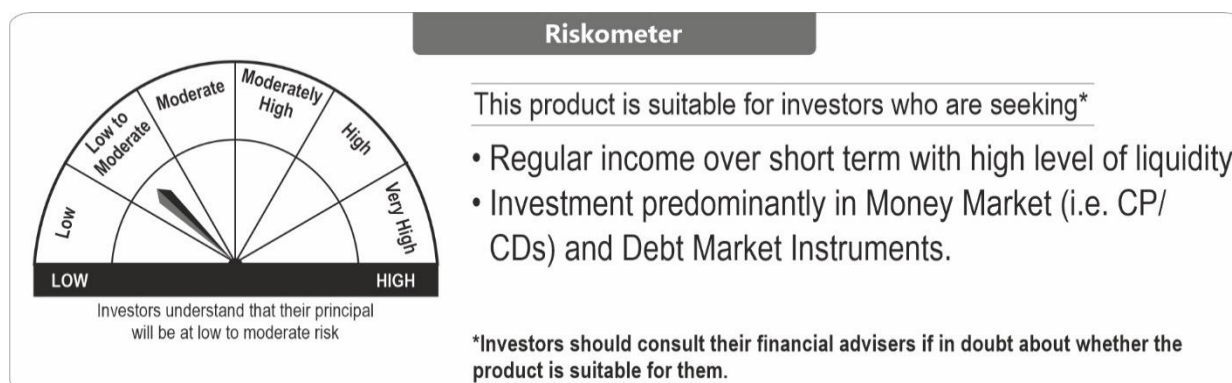 Riskometer
Low
Low to
Moderate
Moderate
Moderately
High
High
Very High
LOW
HIGH
Investors understand that their principal
will be at low to moderate risk
This product is suitable for investors who are seeking*
• Regular income over short term with high level of liquidity
• Investment predominantly in Money Market (i.e. CP/
CDs) and Debt Market Instruments.
*Investors should consult their financial advisers if in doubt about whether the
product is suitable for them.